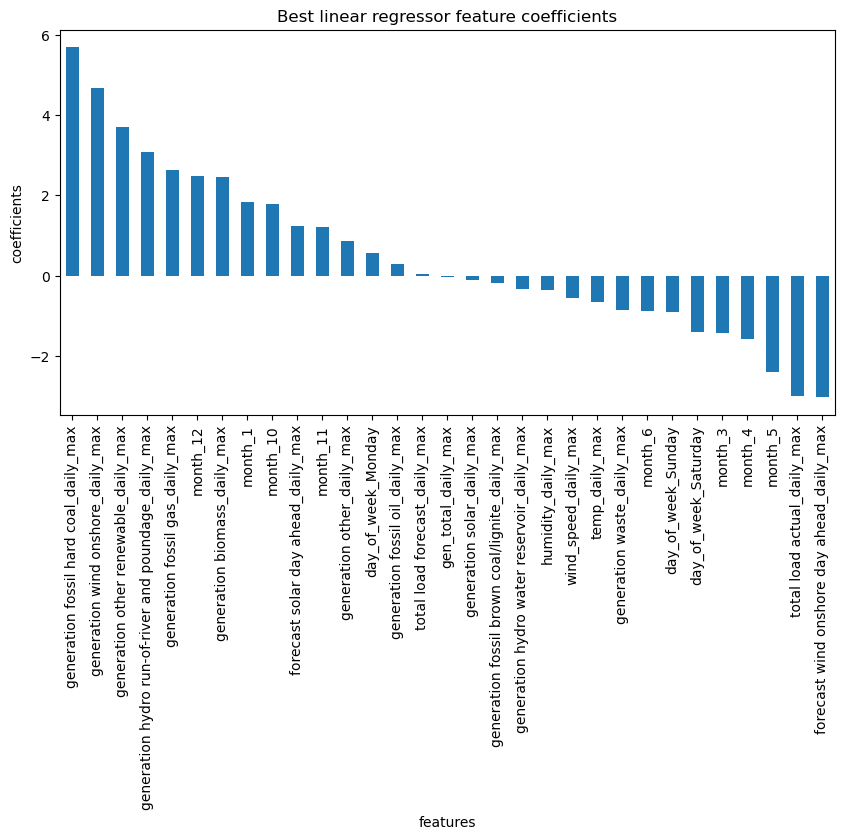 Best linear regressor feature coefficients
6
4
2
0
−2
coefficients
generation fossil hard coal_daily_max
generation wind onshore_daily_max
generation other renewable_daily_max
generation hydro run-of-river and poundage_daily_max
generation fossil gas_daily_max
month_12
generation biomass_daily_max
month_1
month_10
forecast solar day ahead_daily_max
month_11
generation other_daily_max
day_of_week_Monday
generation fossil oil_daily_max
total load forecast_daily_max
gen_total_daily_max
generation solar_daily_max
generation fossil brown coal/lignite_daily_max
generation hydro water reservoir_daily_max
humidity_daily_max
wind_speed_daily_max
temp_daily_max
generation waste_daily_max
month_6
day_of_week_Sunday
day_of_week_Saturday
month_3
month_4
month_5
total load actual_daily_max
forecast wind onshore day ahead_daily_max
features